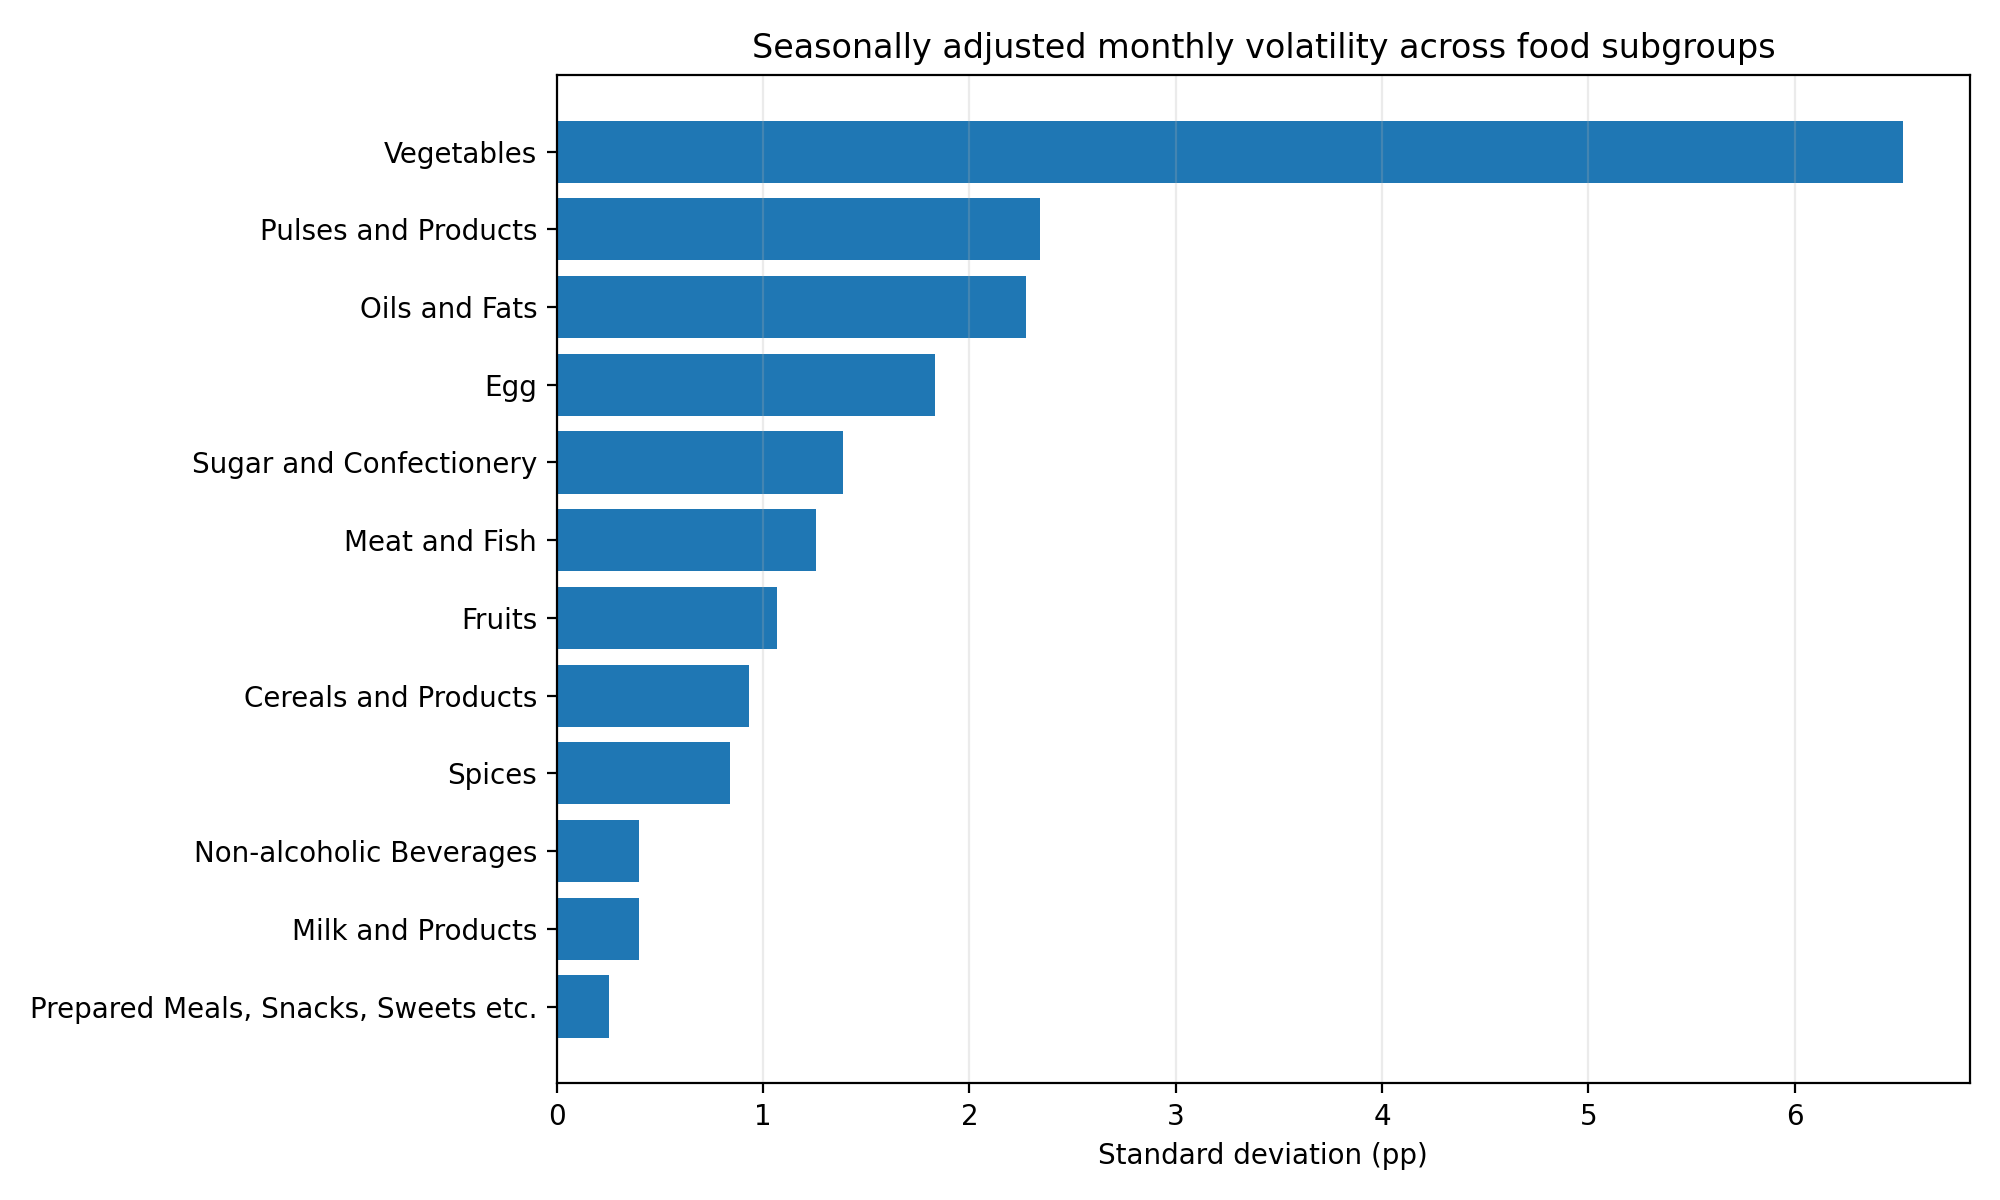 Seasonally adjusted monthly volatility across food subgroups
Vegetables
Pulses and Products
Oils and Fats
Egg
Sugar and Confectionery
Meat and Fish
Fruits
Cereals and Products
Spices
Non-alcoholic Beverages
Milk and Products
Prepared Meals, Snacks, Sweets etc.
0 1 2 3 4 5 6
Standard deviation (pp)